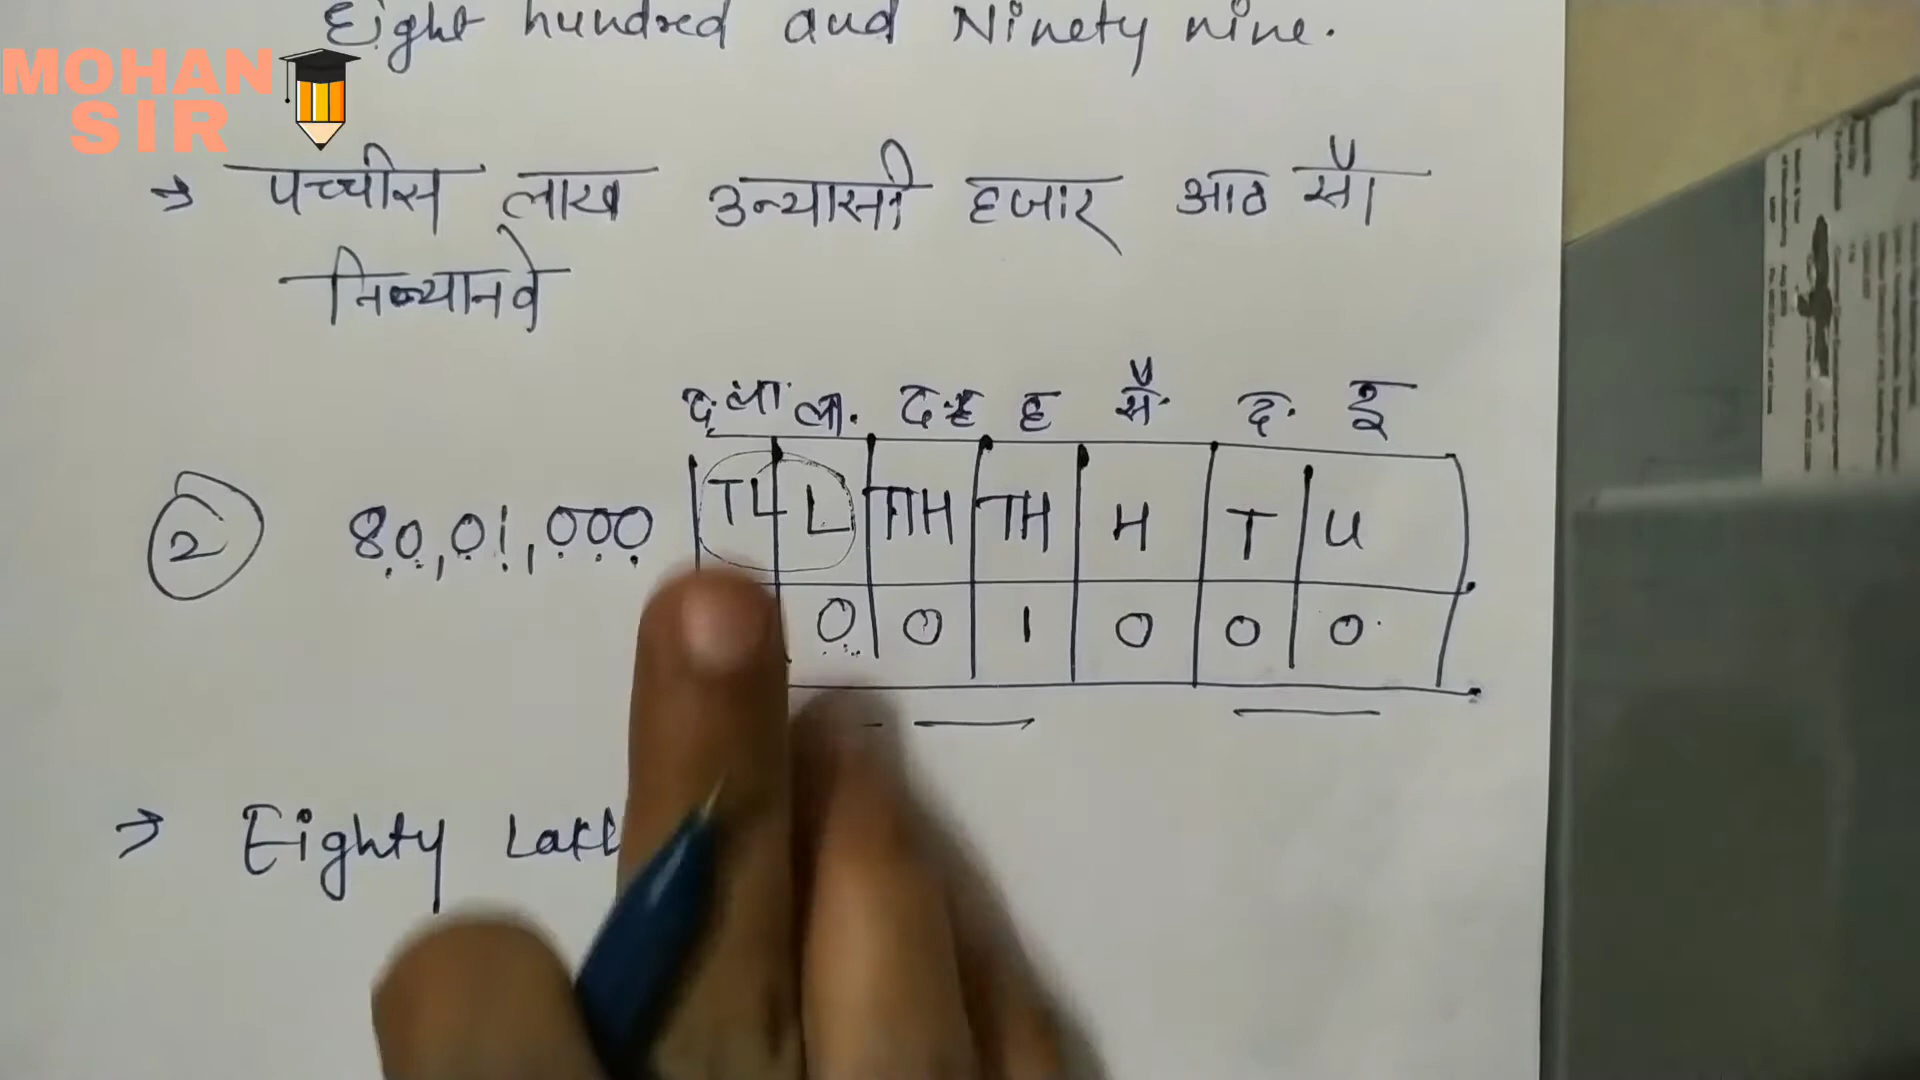 Eight hundred and Ninety nine.
MOHAN
SIR
→ पच्चीस लाख उन्यासी हजार आठ सौ
निन्यानवे
द.ला ला. द.ह ह सै. द. इ
2 80,01,000 TL L TTH TH H T U
0 0 1 0 0 0
→ Eighty Lakh